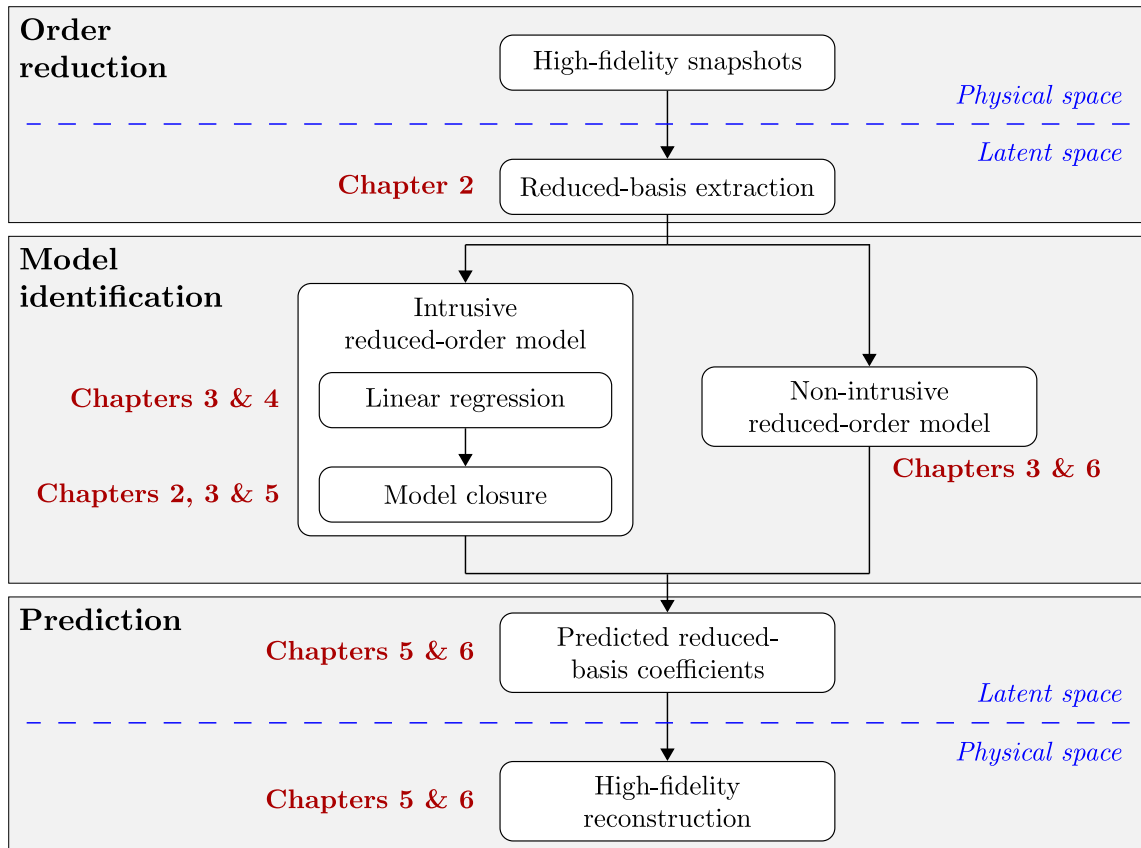 Order
reduction
High-fidelity snapshots
Physical space
Latent space
Chapter 2
Reduced-basis extraction
Model
identification
Intrusive
reduced-order model
Chapters 3 & 4
Linear regression
Non-intrusive
reduced-order model
Chapters 3 & 6
Chapters 2, 3 & 5
Model closure
Prediction
Chapters 5 & 6
Predicted reduced-
basis coefficients
Latent space
Physical space
Chapters 5 & 6
High-fidelity
reconstruction